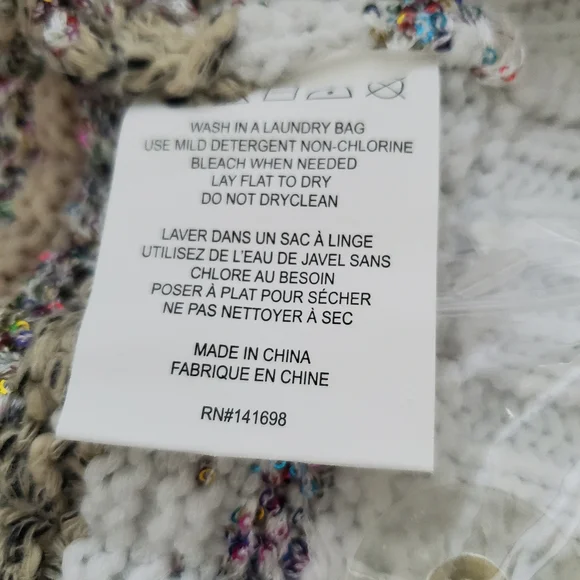 WASH IN A LAUNDRY BAG
USE MILD DETERGENT NON-CHLORINE
BLEACH WHEN NEEDED
LAY FLAT TO DRY
DO NOT DRYCLEAN
LAVER DANS UN SAC À LINGE
UTILISEZ DE L'EAU DE JAVEL SANS
CHLORE AU BESOIN
POSER À PLAT POUR SÉCHER
NE PAS NETTOYER À SEC
MADE IN CHINA
FABRIQUE EN CHINE
RN#141698